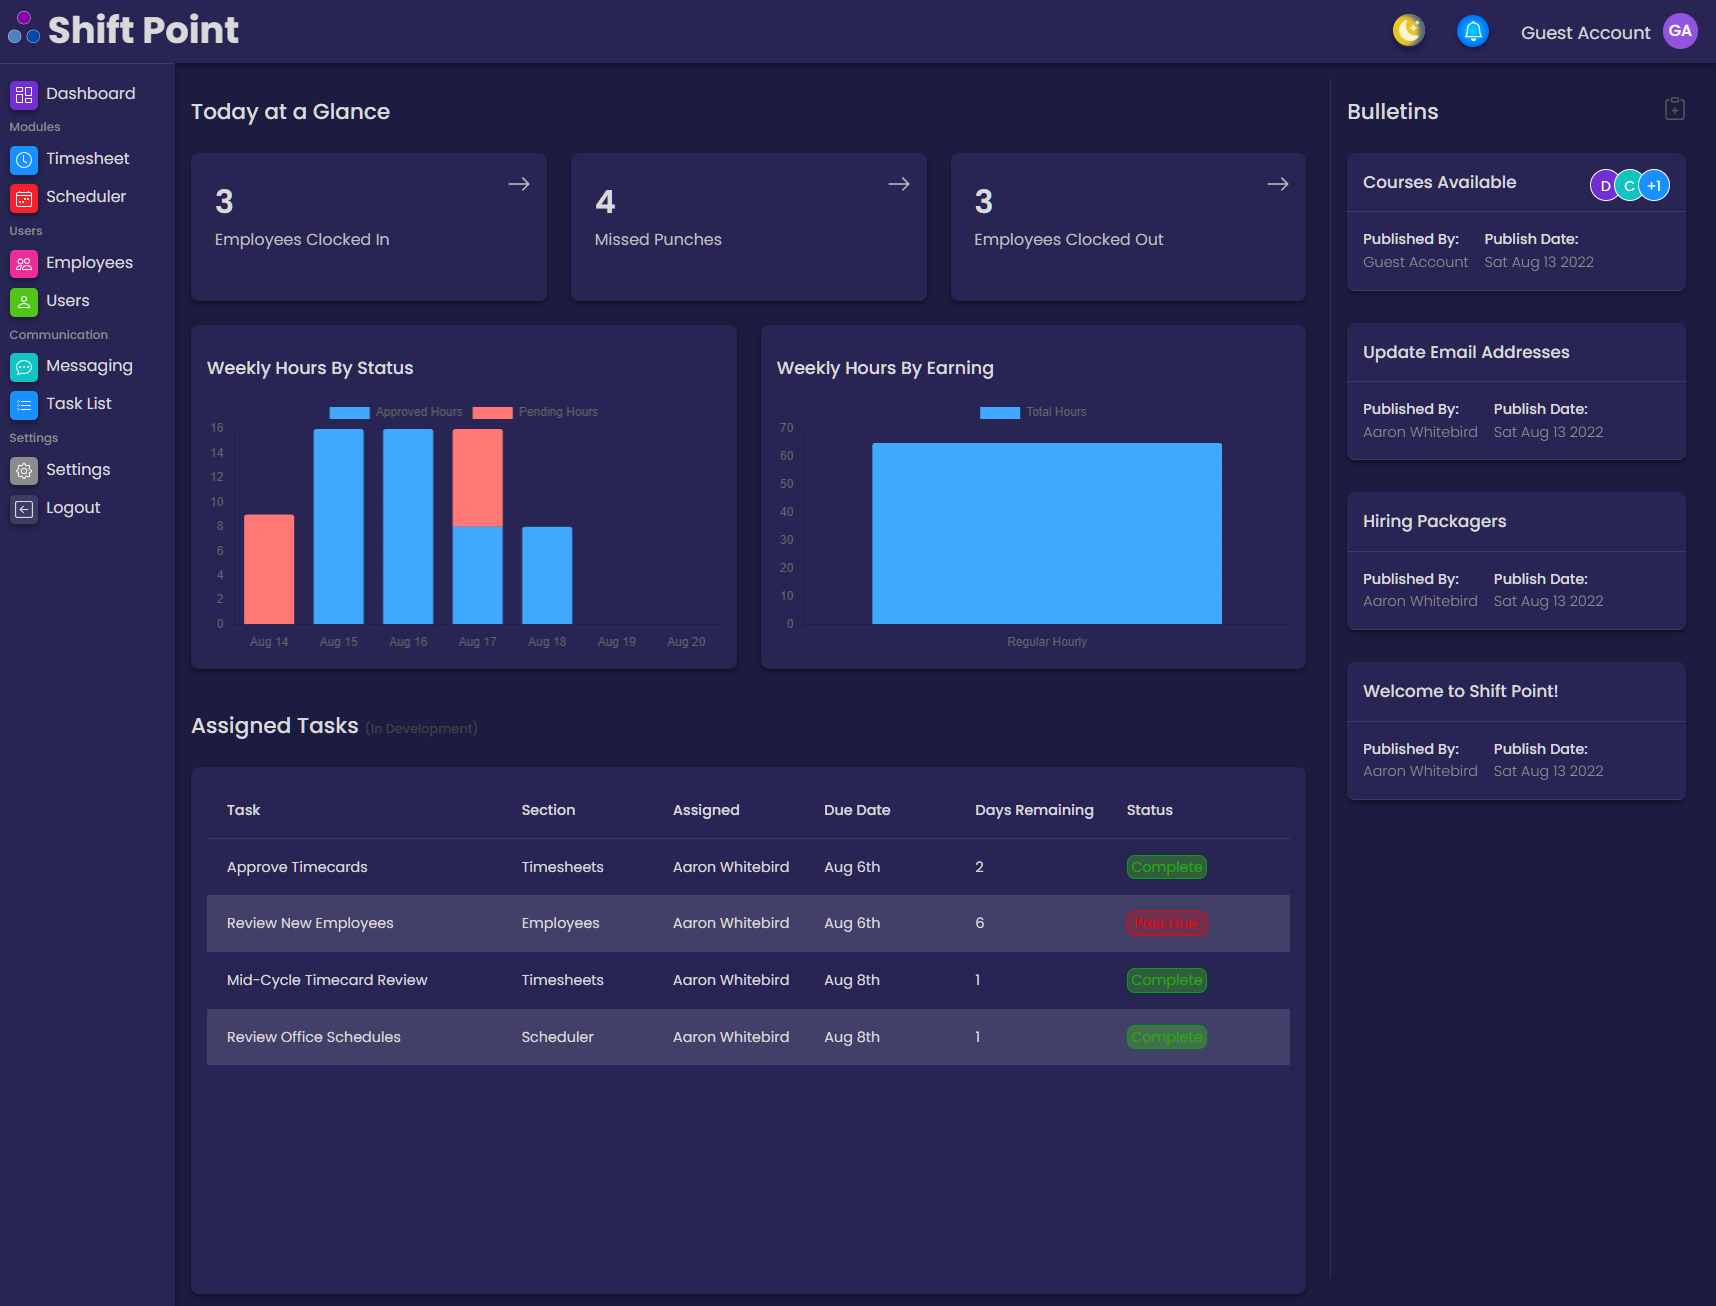 Shift Point
Guest Account
GA
Dashboard
Modules
Timesheet
Scheduler
Users
Employees
Users
Communication
Messaging
Task List
Settings
Settings
Logout
Today at a Glance
3
Employees Clocked In
4
Missed Punches
3
Employees Clocked Out
Weekly Hours By Status
Approved Hours Pending Hours
16
14
12
10
8
6
4
2
0
Aug 14 Aug 15 Aug 16 Aug 17 Aug 18 Aug 19 Aug 20
Weekly Hours By Earning
Total Hours
70
60
50
40
30
20
10
0
Regular Hourly
Assigned Tasks (In Development)
Task Section Assigned Due Date Days Remaining Status
Approve Timecards Timesheets Aaron Whitebird Aug 6th 2 Complete
Review New Employees Employees Aaron Whitebird Aug 6th 6 Past Due
Mid-Cycle Timecard Review Timesheets Aaron Whitebird Aug 8th 1 Complete
Review Office Schedules Scheduler Aaron Whitebird Aug 8th 1 Complete
Bulletins
Courses Available D C +1
Published By: Publish Date:
Guest Account Sat Aug 13 2022
Update Email Addresses
Published By: Publish Date:
Aaron Whitebird Sat Aug 13 2022
Hiring Packagers
Published By: Publish Date:
Aaron Whitebird Sat Aug 13 2022
Welcome to Shift Point!
Published By: Publish Date:
Aaron Whitebird Sat Aug 13 2022